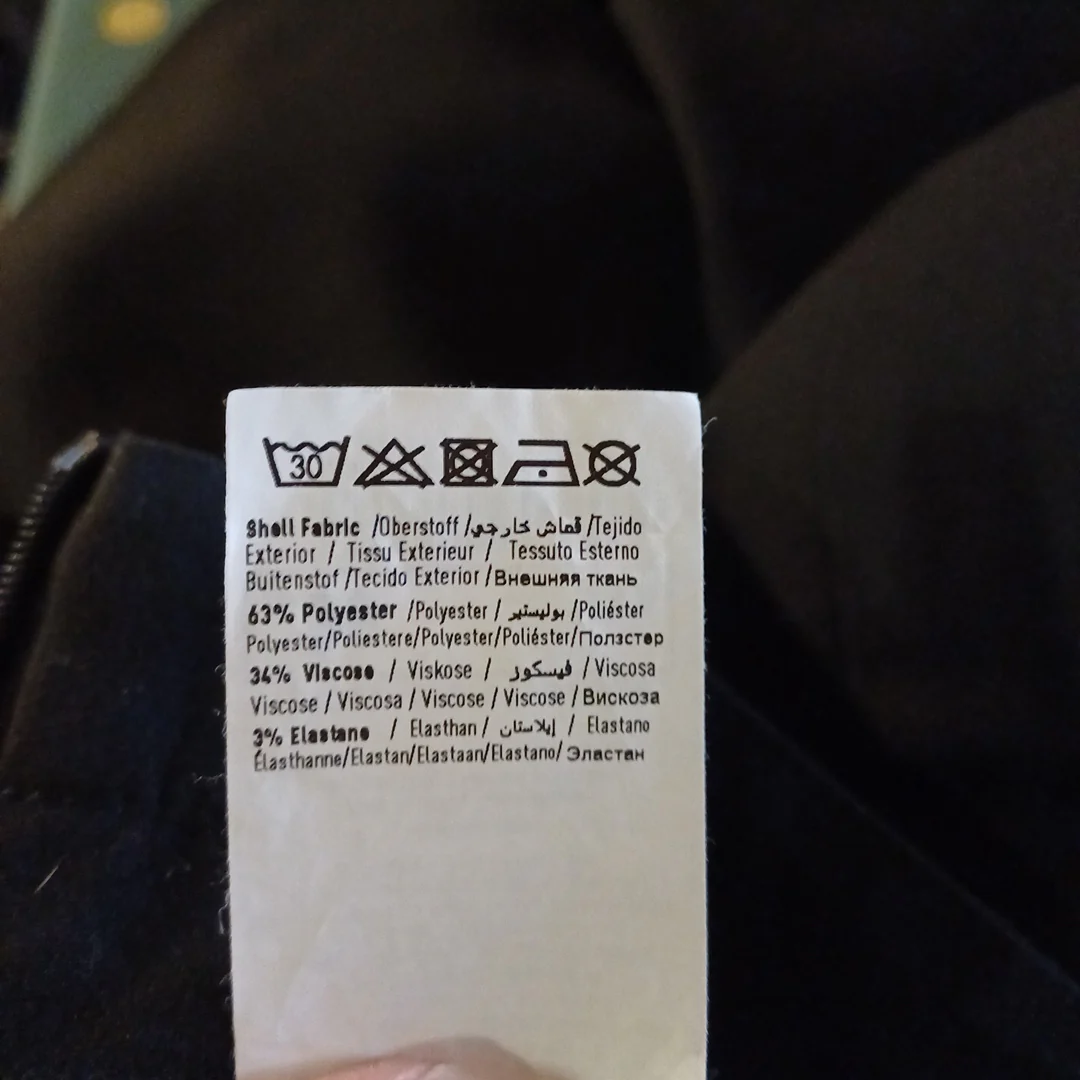 30
Shell Fabric /Oberstoff /قماش خارجي /Tejido
Exterior / Tissu Exterieur / Tessuto Esterno
Buitenstof /Tecido Exterior /Внешняя ткань
63% Polyester /Polyester / بوليستير /Poliéster
Polyester/Poliestere/Polyester/Poliéster/Ползстер
34% Viscose / Viskose / فيسكوز / Viscosa
Viscose / Viscosa / Viscose / Viscose / Вискоза
3% Elastane / Elasthan / إيلاستان / Elastano
Élasthanne/Elastan/Elastaan/Elastano/ Эластан